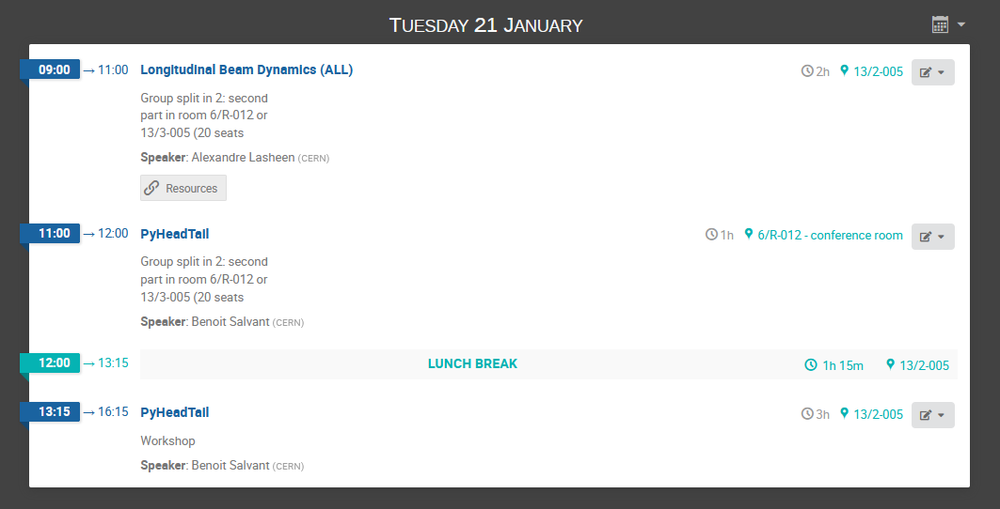 TUESDAY 21 JANUARY
09:00 → 11:00 Longitudinal Beam Dynamics (ALL) 2h 13/2-005
Group split in 2: second
part in room 6/R-012 or
13/3-005 (20 seats
Speaker: Alexandre Lasheen (CERN)
Resources
11:00 → 12:00 PyHeadTail 1h 6/R-012 - conference room
Group split in 2: second
part in room 6/R-012 or
13/3-005 (20 seats
Speaker: Benoit Salvant (CERN)
12:00 → 13:15 LUNCH BREAK 1h 15m 13/2-005
13:15 → 16:15 PyHeadTail 3h 13/2-005
Workshop
Speaker: Benoit Salvant (CERN)